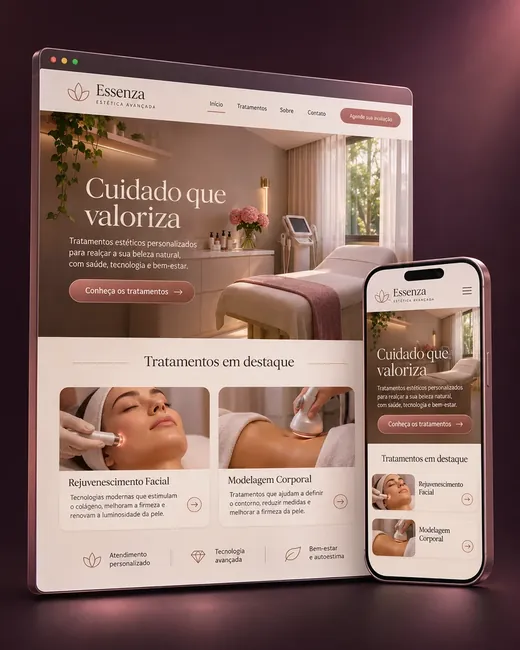 Essenza
ESTÉTICA AVANÇADA
Início
Tratamentos
Sobre
Contato
Agende sua avaliação
Cuidado que
valoriza
Tratamentos estéticos personalizados
para realçar a sua beleza natural,
com saúde, tecnologia e bem-estar.
Conheça os tratamentos →
Tratamentos em destaque
Rejuvenescimento Facial
Tecnologias modernas que estimulam
o colágeno, melhoram a firmeza e
renovam a luminosidade da pele.
Modelagem Corporal
Tratamentos que ajudam a definir
o contorno, reduzir medidas e
melhorar a firmeza da pele.
Atendimento
personalizado
Tecnologia
avançada
Bem-estar
e autoestima
Essenza
ESTÉTICA AVANÇADA
Cuidado que
valoriza
Tratamentos estéticos personalizados
para realçar a sua beleza natural,
com saúde, tecnologia e bem-estar.
Conheça os tratamentos →
Tratamentos em destaque
Rejuvenescimento
Facial
Modelagem
Corporal